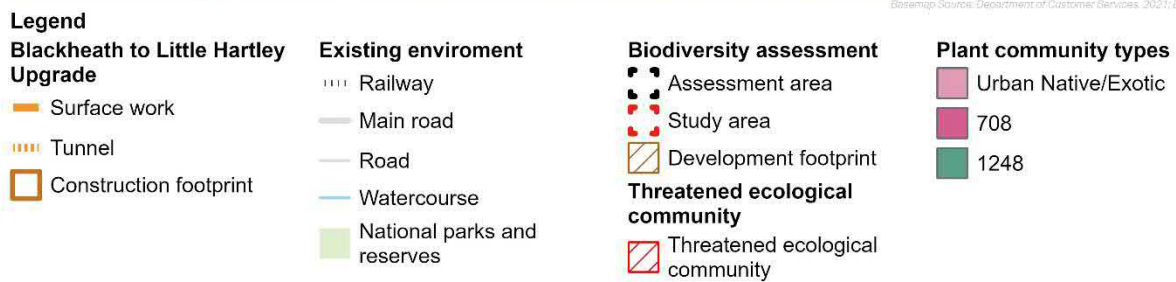 Basemap Source: Department of Customer Services, 2021;
Legend
Blackheath to Little Hartley
Upgrade
Surface work
Tunnel
Construction footprint
Existing enviroment
Railway
Main road
Road
Watercourse
National parks and
reserves
Biodiversity assessment
Assessment area
Study area
Development footprint
Threatened ecological
community
Threatened ecological
community
Plant community types
Urban Native/Exotic
708
1248